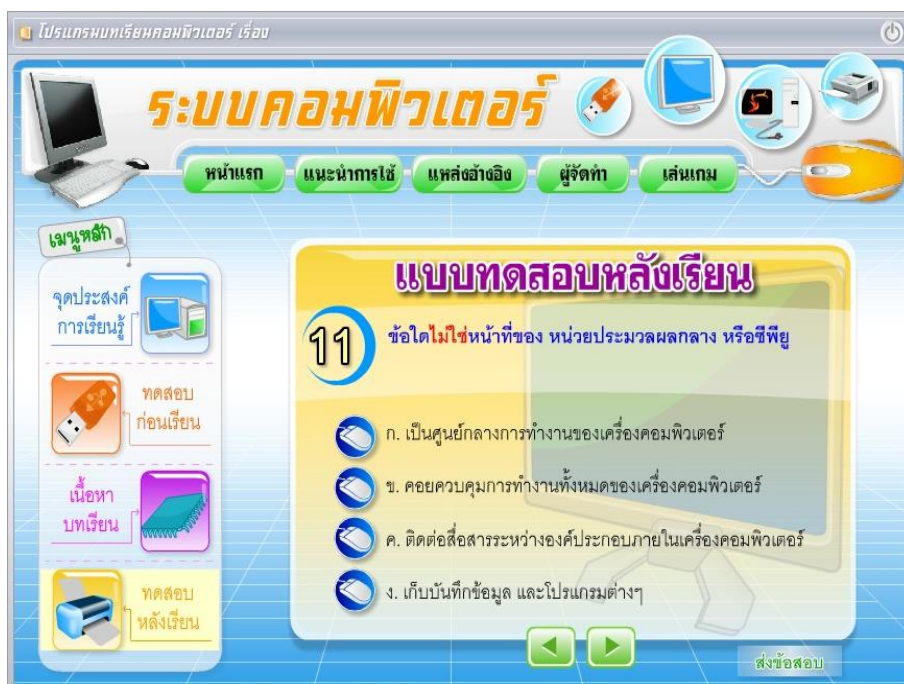 โปรแกรมบทเรียนคอมพิวเตอร์ เรื่อง
ระบบคอมพิวเตอร์
หน้าแรก
แนะนำการใช้
แหล่งอ้างอิง
ผู้จัดทำ
เล่นเกม
เมนูหลัก
จุดประสงค์
การเรียนรู้
ทดสอบ
ก่อนเรียน
เนื้อหา
บทเรียน
ทดสอบ
หลังเรียน
แบบทดสอบหลังเรียน
11 ข้อใดไม่ใช่หน้าที่ของ หน่วยประมวลผลกลาง หรือซีพียู
ก. เป็นศูนย์กลางการทำงานของเครื่องคอมพิวเตอร์
ข. คอยควบคุมการทำงานทั้งหมดของเครื่องคอมพิวเตอร์
ค. ติดต่อสื่อสารระหว่างองค์ประกอบภายในเครื่องคอมพิวเตอร์
ง. เก็บบันทึกข้อมูล และโปรแกรมต่างๆ
ส่งข้อสอบ